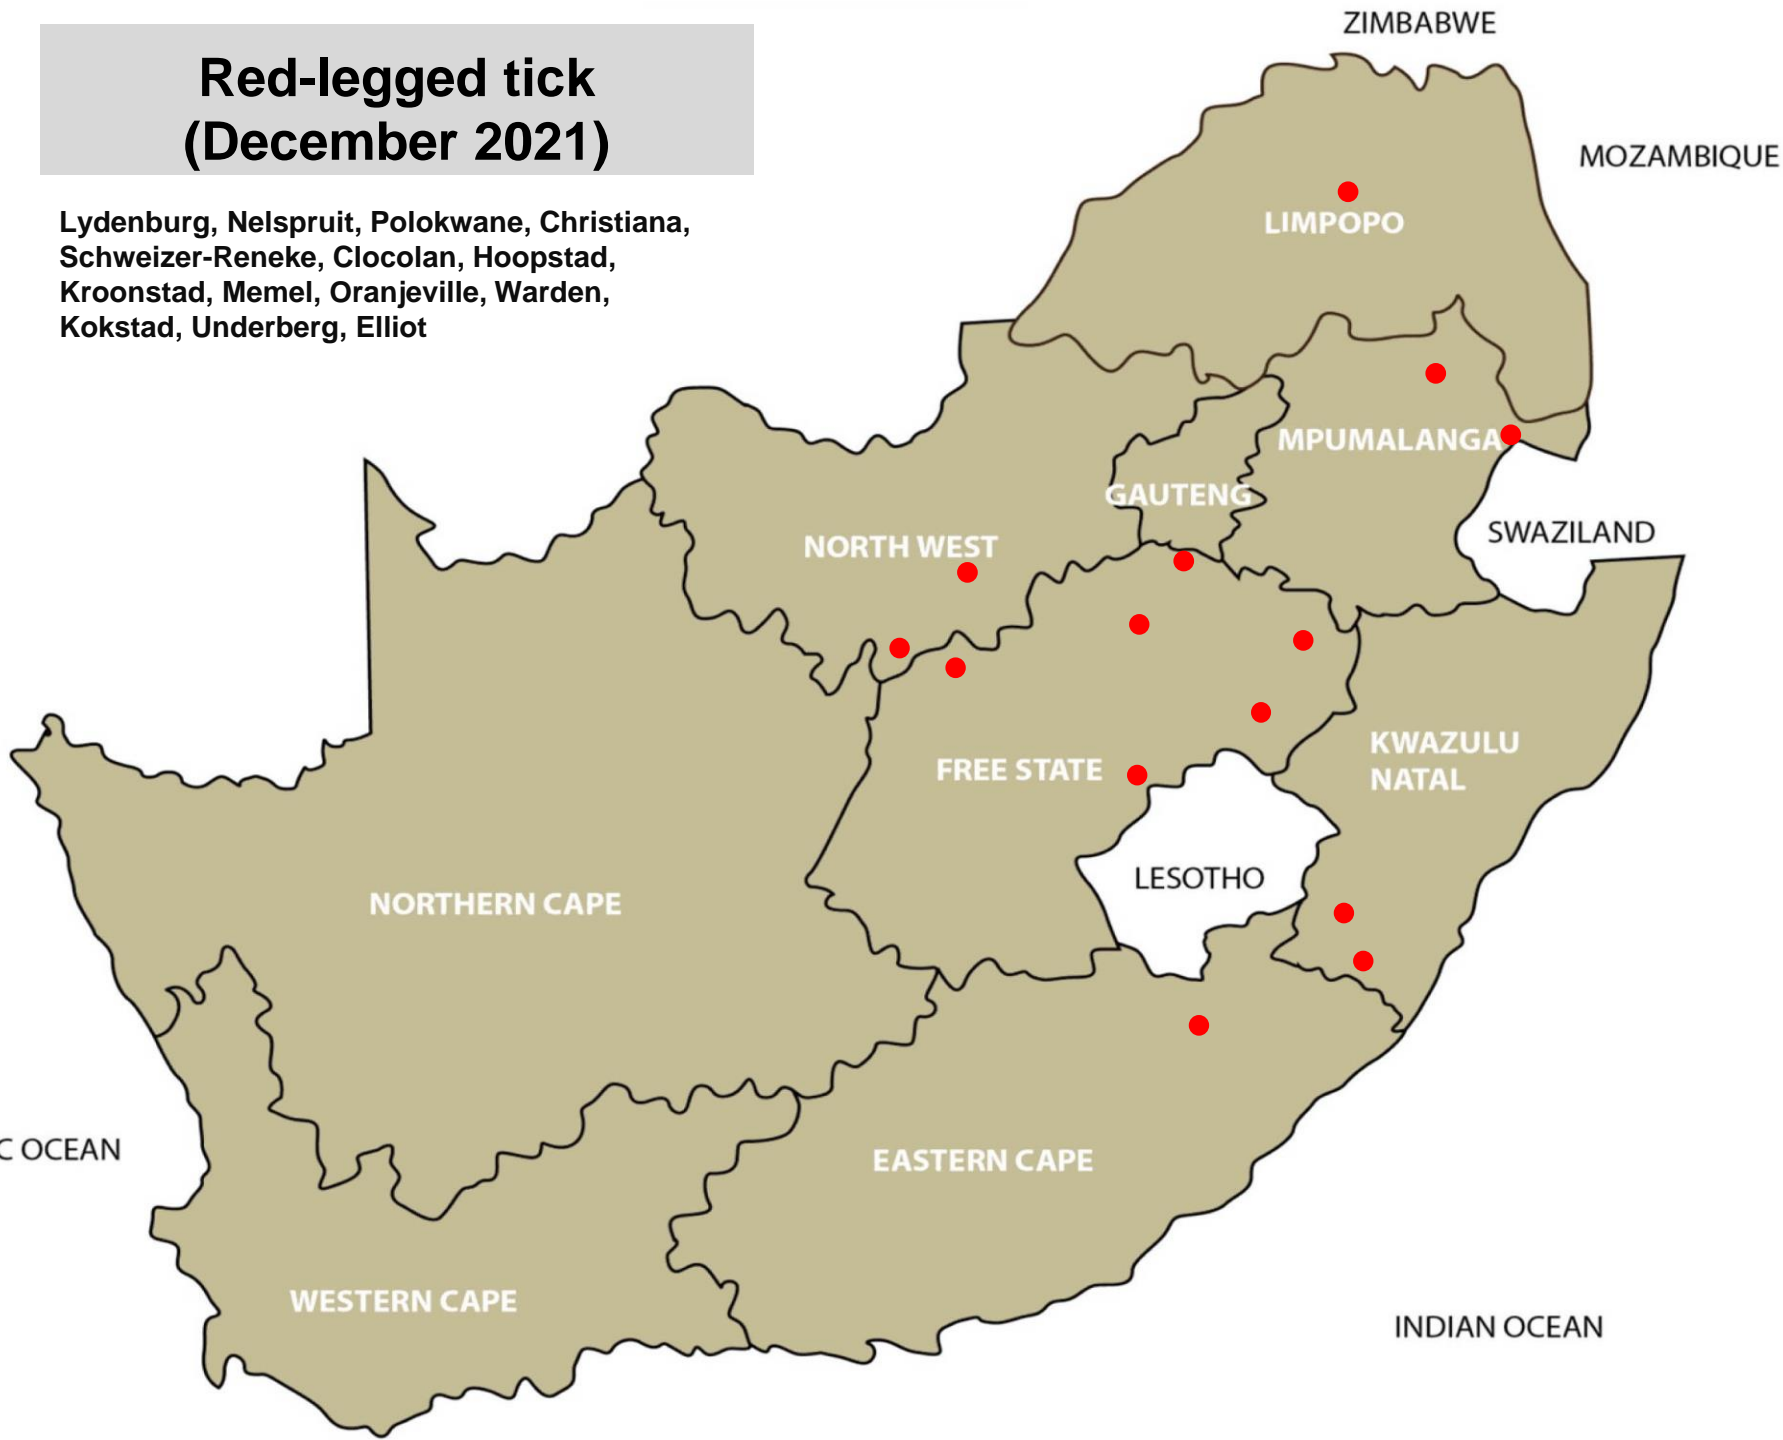 Red-legged tick
(December 2021)
Lydenburg, Nelspruit, Polokwane, Christiana,
Schweizer-Reneke, Clocolan, Hoopstad,
Kroonstad, Memel, Oranjeville, Warden,
Kokstad, Underberg, Elliot
ZIMBABWE
MOZAMBIQUE
LIMPOPO
MPUMALANGA
GAUTENG
SWAZILAND
NORTH WEST
KWAZULU
NATAL
FREE STATE
LESOTHO
NORTHERN CAPE
C OCEAN
EASTERN CAPE
WESTERN CAPE
INDIAN OCEAN